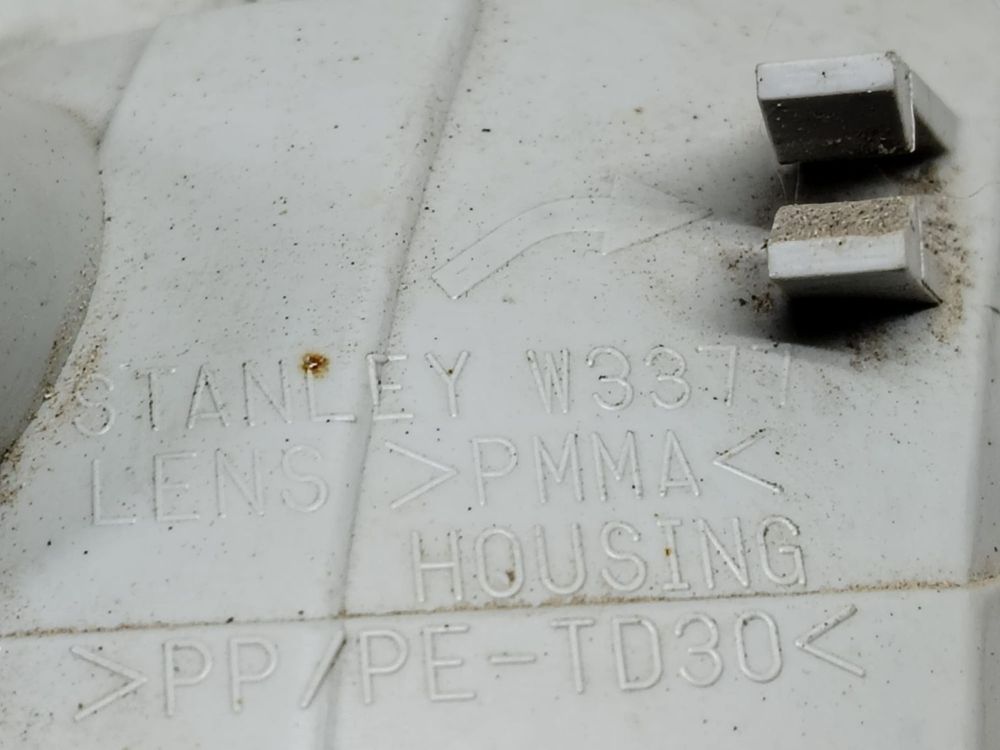 STANLEY W3377
LENS >PMMA<
HOUSING
>PP/PE-TD30<